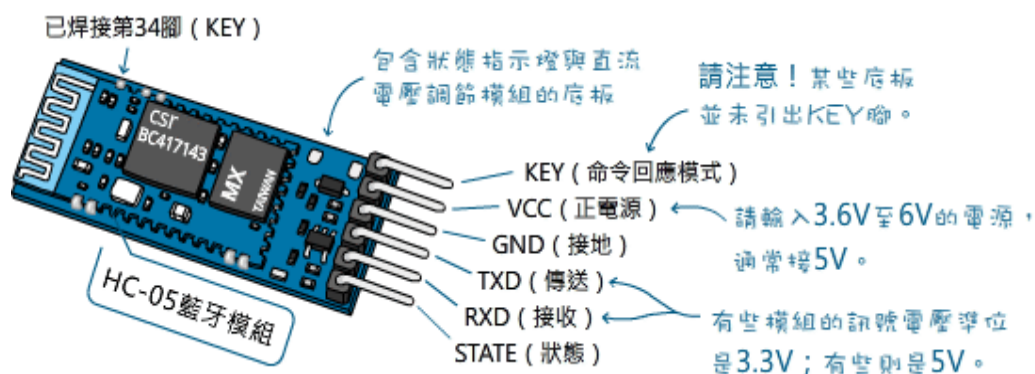 已焊接第34腳（KEY）
包含狀態指示燈與直流
電壓調節模組的底板
請注意！某些底板
並未引出KEY腳。
CSr
BC417143
MX
TAIWAN
KEY（命令回應模式）
VCC（正電源）
請輸入3.6V至6V的電源，
通常接5V。
GND（接地）
TXD（傳送）
RXD（接收）
有些模組的訊號電壓準位
是3.3V；有些則是5V。
STATE（狀態）
HC-05藍牙模組